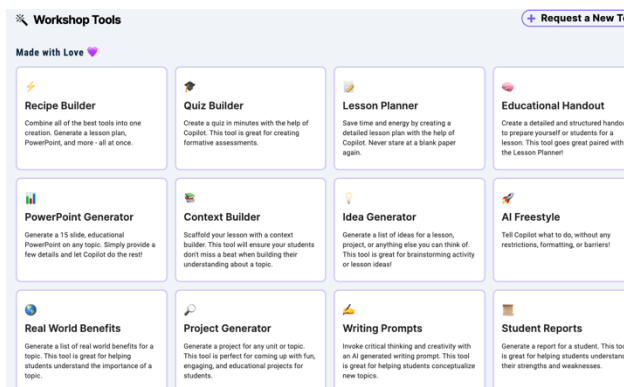 Workshop Tools
+ Request a New
Made with Love
Recipe Builder
Combine all of the best tools into one
creation. Generate a lesson plan,
PowerPoint, and more - all at once.
Quiz Builder
Create a quiz in minutes with the help of
Copilot. This tool is great for creating
formative assessments.
Lesson Planner
Save time and energy by creating a
detailed lesson plan with the help of
Copilot. Never stare at a blank paper
again.
Educational Handout
Create a detailed and structured
to prepare yourself or students for a
lesson. This tool goes great paired with
the Lesson Planner!
PowerPoint Generator
Generate a 15 slide, educational
PowerPoint on any topic. Simply provide a
few details and let Copilot do the rest!
Context Builder
Scaffold your lesson with a context
builder. This tool will ensure your students
don't miss a beat when building their
understanding about a topic.
Idea Generator
Generate a list of ideas for a lesson,
project, or anything else you can think of.
This tool is great for brainstorming activity
or lesson ideas!
AI Freestyle
Tell Copilot what to do, without any
restrictions, formatting, or barriers!
Real World Benefits
Generate a list of real world benefits for a
topic. This tool is great for helping
students understand the importance of a
topic.
Project Generator
Generate a project for any unit or topic.
This tool is perfect for coming up with fun,
engaging, and educational projects for
students.
Writing Prompts
Invoke critical thinking and creativity with
an AI generated writing prompt. This tool
is great for helping students conceptualize
new topics.
Student Reports
Generate a report for a student. This
is great for helping students
their strengths and weaknesses.